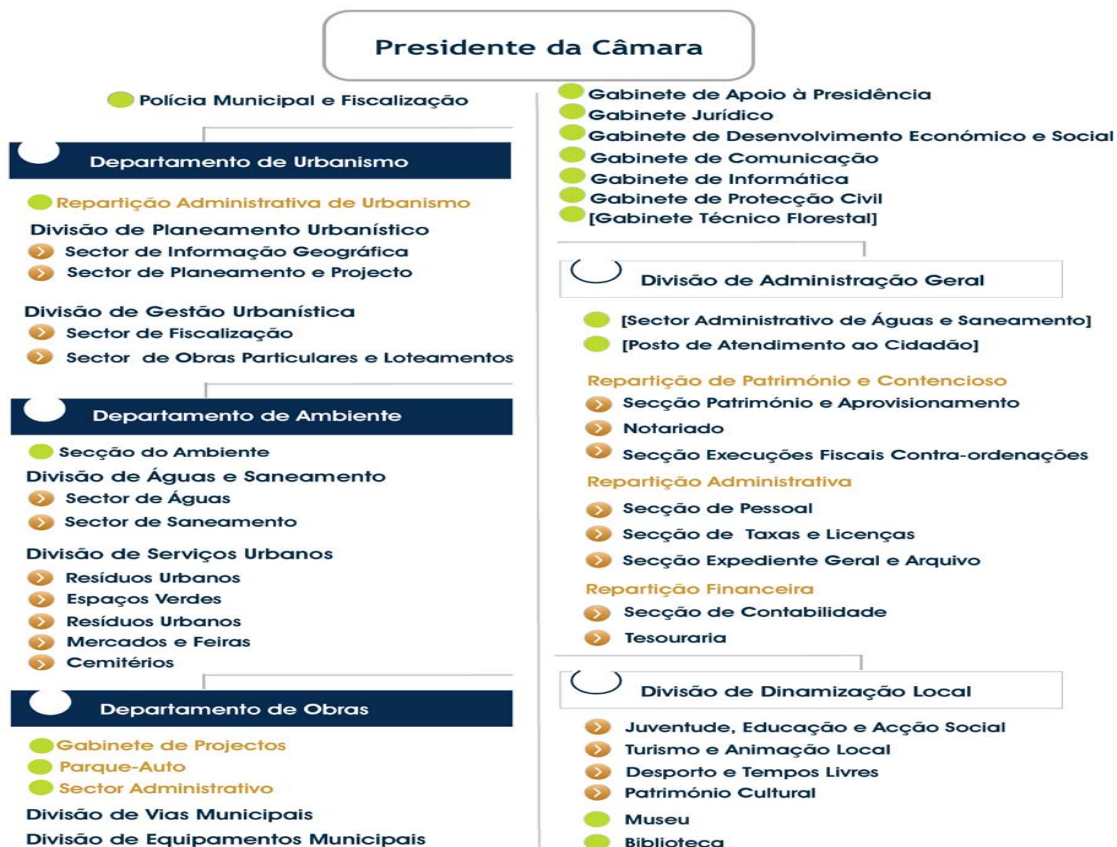 Presidente da Câmara
Polícia Municipal e Fiscalização
Departamento de Urbanismo
Repartição Administrativa de Urbanismo
Divisão de Planeamento Urbanístico
Sector de Informação Geográfica
Sector de Planeamento e Projecto
Divisão de Gestão Urbanística
Sector de Fiscalização
Sector de Obras Particulares e Loteamentos
Departamento de Ambiente
Secção do Ambiente
Divisão de Águas e Saneamento
Sector de Águas
Sector de Saneamento
Divisão de Serviços Urbanos
Resíduos Urbanos
Espaços Verdes
Resíduos Urbanos
Mercados e Feiras
Cemitérios
Departamento de Obras
Gabinete de Projectos
Parque-Auto
Sector Administrativo
Divisão de Vias Municipais
Divisão de Equipamentos Municipais
Gabinete de Apoio à Presidência
Gabinete Jurídico
Gabinete de Desenvolvimento Económico e Social
Gabinete de Comunicação
Gabinete de Informática
Gabinete de Protecção Civil
[Gabinete Técnico Florestal]
Divisão de Administração Geral
[Sector Administrativo de Águas e Saneamento]
[Posto de Atendimento ao Cidadão]
Repartição de Património e Contencioso
Secção Património e Aprovisionamento
Notariado
Secção Execuções Fiscais Contra-ordenações
Repartição Administrativa
Secção de Pessoal
Secção de Taxas e Licenças
Secção Expediente Geral e Arquivo
Repartição Financeira
Secção de Contabilidade
Tesouraria
Divisão de Dinamização Local
Juventude, Educação e Acção Social
Turismo e Animação Local
Desporto e Tempos Livres
Património Cultural
Museu
Biblioteca